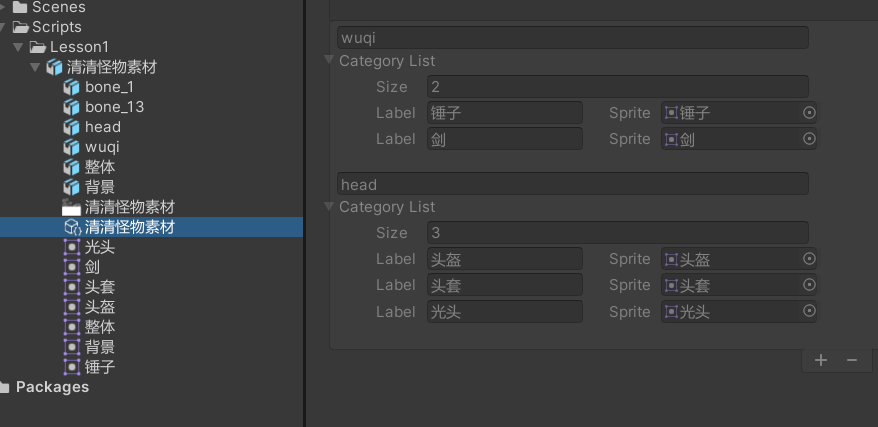 Scenes
Scripts
Lesson1
清清怪物素材
bone_1
bone_13
head
wuqi
整体
背景
清清怪物素材
清清怪物素材
光头
剑
头套
头盔
整体
背景
锤子
Packages
wuqi
Category List
Size 2
Label 锤子 Sprite 锤子
Label 剑 Sprite 剑
head
Category List
Size 3
Label 头盔 Sprite 头盔
Label 头套 Sprite 头套
Label 光头 Sprite 光头